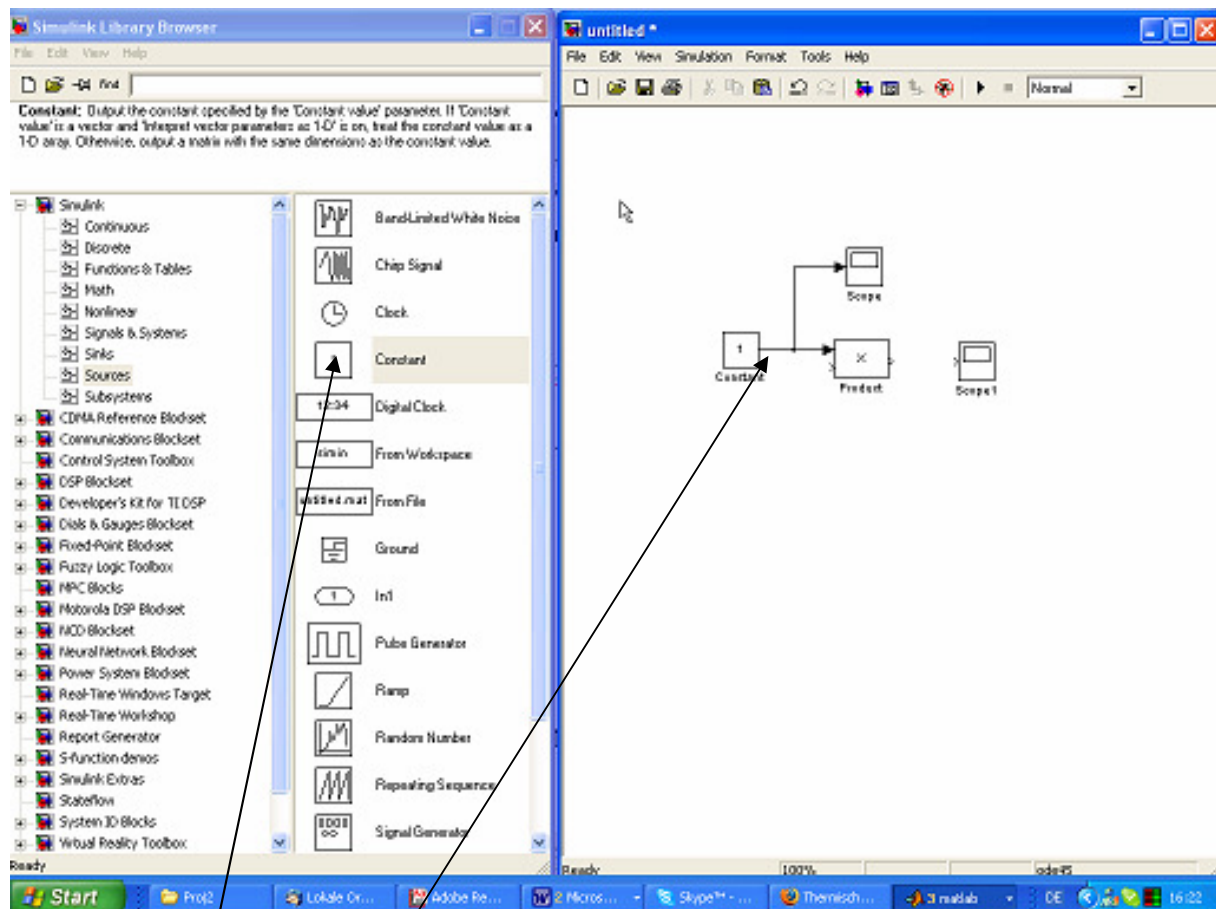 Simulink Library Browser
File Edit View Help
Find
Constant: Output the constant specified by the 'Constant value' parameter. If 'Constant
value' is a vector and 'Interpret vector parameters as 1-D' is on, treat the constant value as a
1-D array. Otherwise, output a matrix with the same dimensions as the constant value.
Simulink
Continuous
Discrete
Functions & Tables
Math
Nonlinear
Signals & Systems
Sinks
Sources
Subsystems
CDMA Reference Blockset
Communications Blockset
Control System Toolbox
DSP Blockset
Developer's Kit for TI DSP
Dials & Gauges Blockset
Fixed-Point Blockset
Fuzzy Logic Toolbox
MPC Blocks
Motorola DSP Blockset
NCD Blockset
Neural Network Blockset
Power System Blockset
Real-Time Windows Target
Real-Time Workshop
Report Generator
S-function demos
Simulink Extras
Stateflow
System ID Blocks
Virtual Reality Toolbox
Band-Limited White Noise
Chirp Signal
Clock
Constant
12:34 Digital Clock
simin From Workspace
untitled.mat From File
Ground
1 In1
Pulse Generator
Ramp
Random Number
Repeating Sequence
Signal Generator
Ready
untitled *
File Edit View Simulation Format Tools Help
Normal
Scope
1
Constant
×
Product
Scope1
Ready 100% ode45
Start Proj2 Lokale Or... Adobe Re... 2 Micros... Skype™ - ... Thermisch... 3 matlab DE 16:22